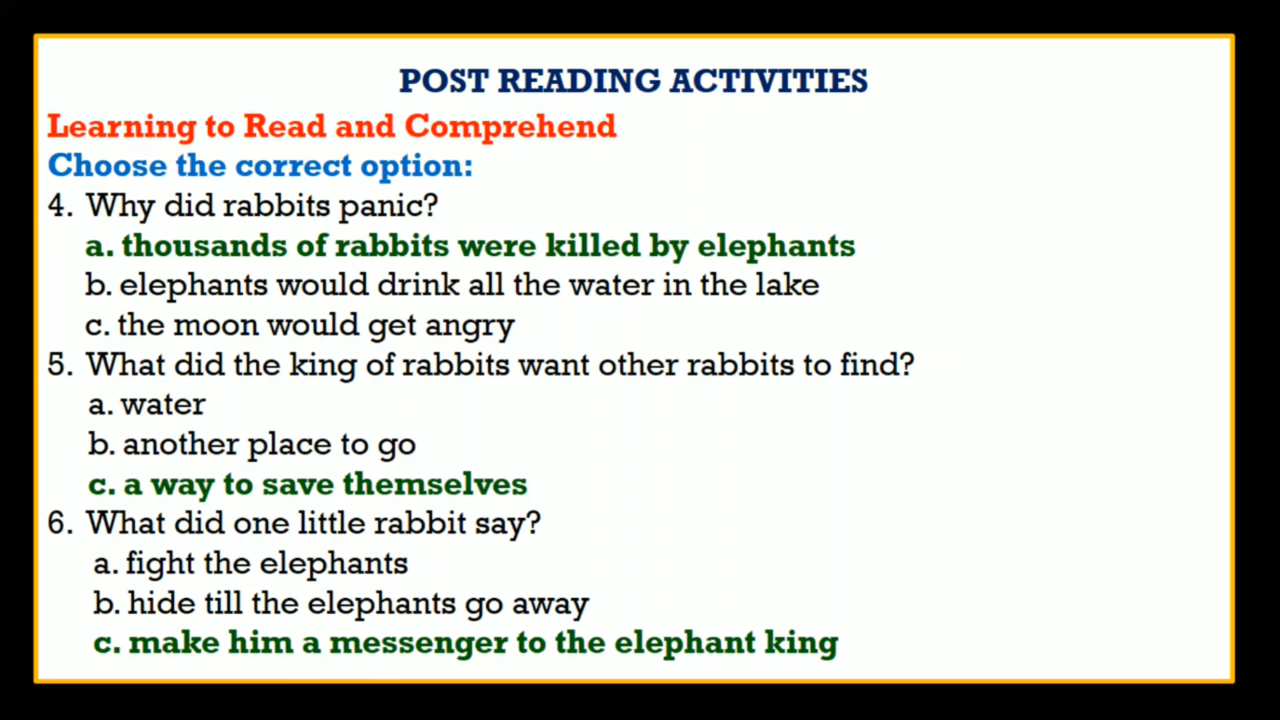 POST READING ACTIVITIES
Learning to Read and Comprehend
Choose the correct option:
4. Why did rabbits panic?
a. thousands of rabbits were killed by elephants
b. elephants would drink all the water in the lake
c. the moon would get angry
5. What did the king of rabbits want other rabbits to find?
a. water
b. another place to go
c. a way to save themselves
6. What did one little rabbit say?
a. fight the elephants
b. hide till the elephants go away
c. make him a messenger to the elephant king